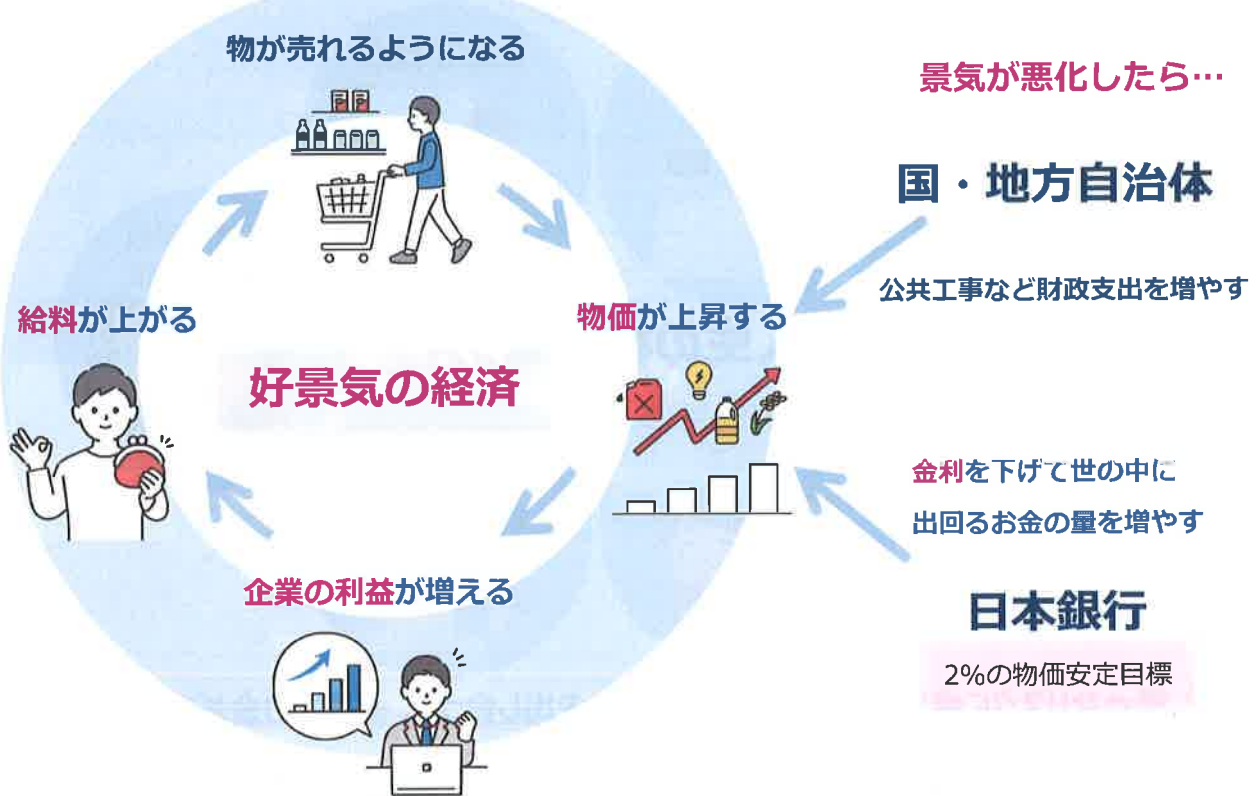 物が売れるようになる
景気が悪化したら…
国・地方自治体
公共工事など財政支出を増やす
給料が上がる
物価が上昇する
好景気の経済
金利を下げて世の中に
出回るお金の量を増やす
企業の利益が増える
日本銀行
2%の物価安定目標